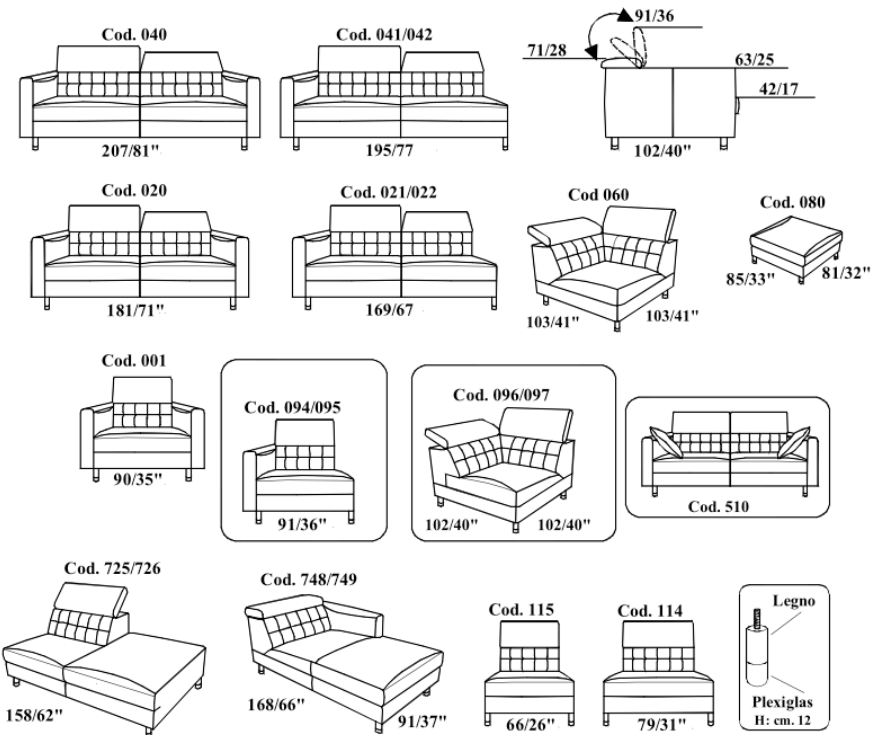 Cod. 040
207/81"
Cod. 041/042
195/77
91/36
71/28
63/25
42/17
102/40"
Cod. 020
181/71"
Cod. 021/022
169/67
Cod 060
103/41"
103/41"
Cod. 080
85/33"
81/32"
Cod. 001
90/35"
Cod. 094/095
91/36"
Cod. 096/097
102/40"
102/40"
Cod. 510
Cod. 725/726
158/62"
Cod. 748/749
168/66"
91/37"
Cod. 115
66/26"
Cod. 114
79/31"
Legno
Plexiglas
H: cm. 12